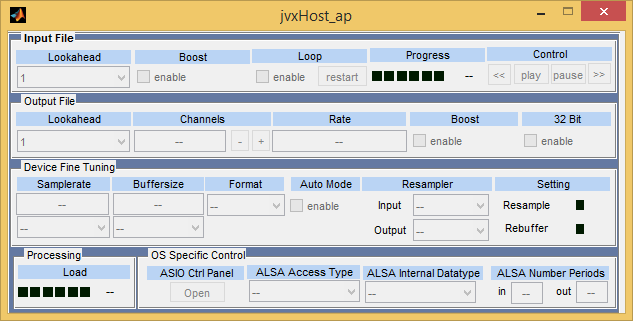 jvxHost_ap
Input File
Lookahead Boost Loop Progress Control
1 enable enable restart -- << play pause >>
Output File
Lookahead Channels Rate Boost 32 Bit
1 -- - + -- enable enable
Device Fine Tuning
Samplerate Buffersize Format Auto Mode Resampler Setting
-- -- -- enable Input -- Resample
-- -- Output -- Rebuffer
Processing OS Specific Control
Load ASIO Ctrl Panel ALSA Access Type ALSA Internal Datatype ALSA Number Periods
-- Open -- -- in -- out --